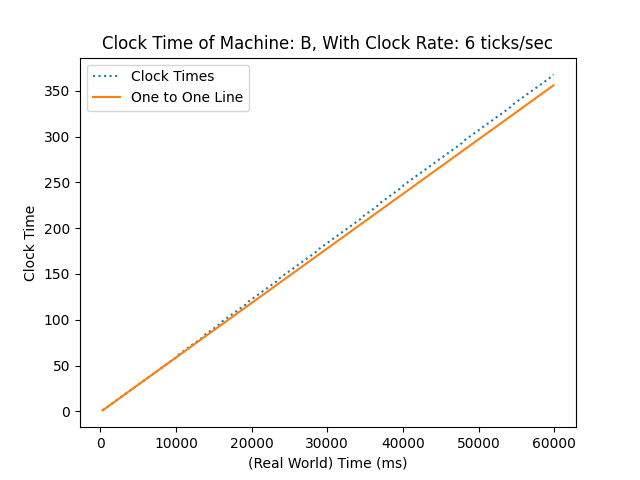 Clock Time of Machine: B, With Clock Rate: 6 ticks/sec
Clock Times
One to One Line
350
300
250
200
150
100
50
0
Clock Time
0 10000 20000 30000 40000 50000 60000
(Real World) Time (ms)